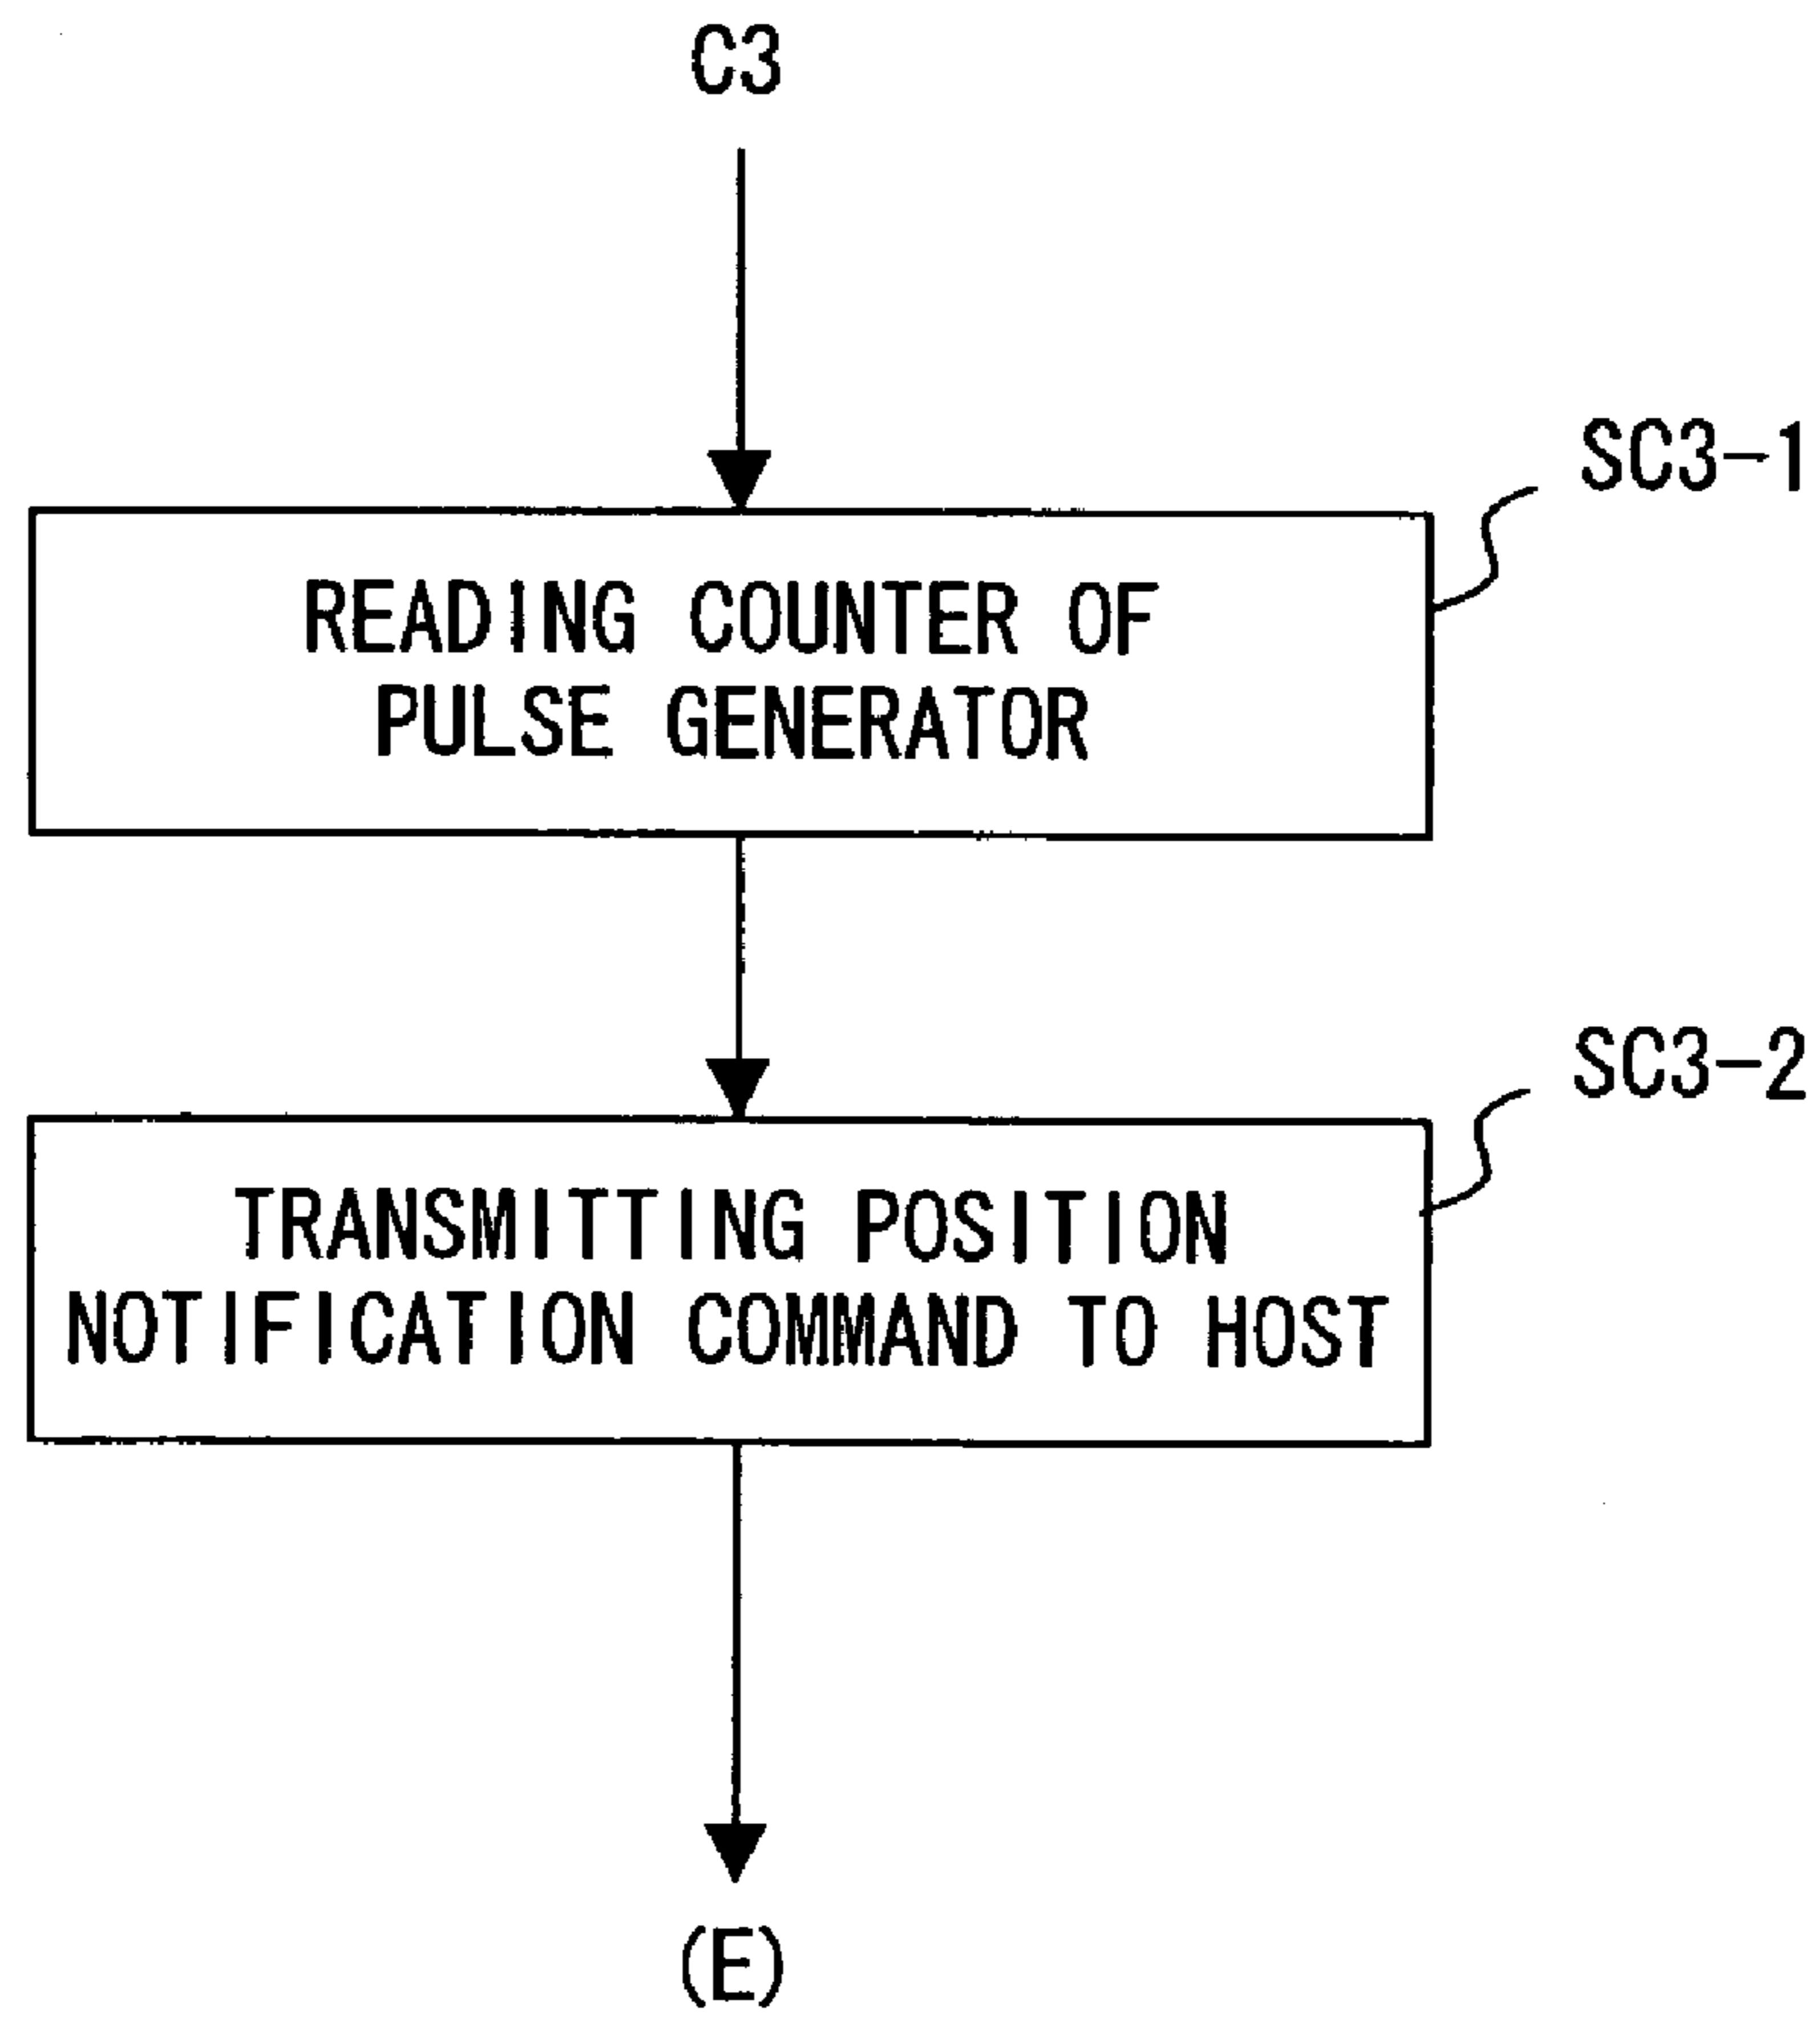 C3
SC3-1
READING COUNTER OF
PULSE GENERATOR
SC3-2
TRANSMITTING POSITION
NOTIFICATION COMMAND TO HOST
(E)